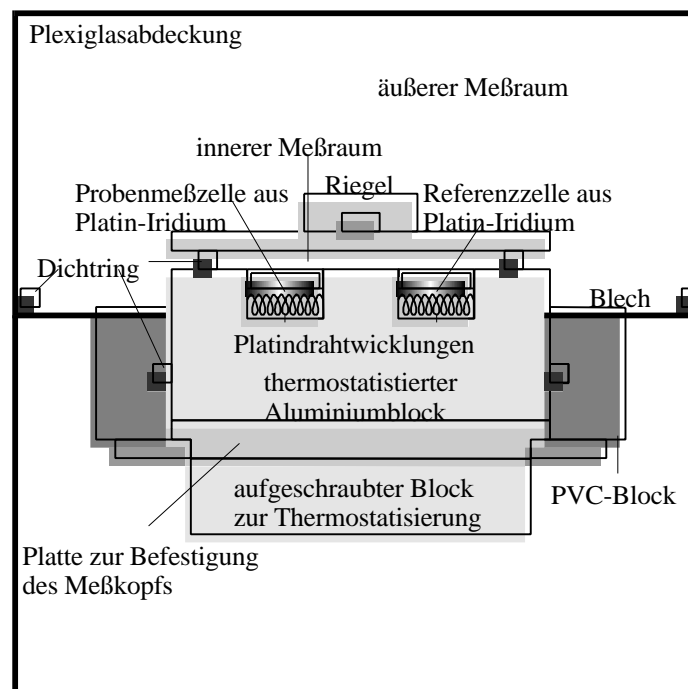 Plexiglasabdeckung
äußerer Meßraum
innerer Meßraum
Probenmeßzelle aus
Platin-Iridium
Riegel
Referenzzelle aus
Platin-Iridium
Dichtring
Blech
Platindrahtwicklungen
thermostatistierter
Aluminiumblock
aufgeschraubter Block
zur Thermostatisierung
PVC-Block
Platte zur Befestigung
des Meßkopfs